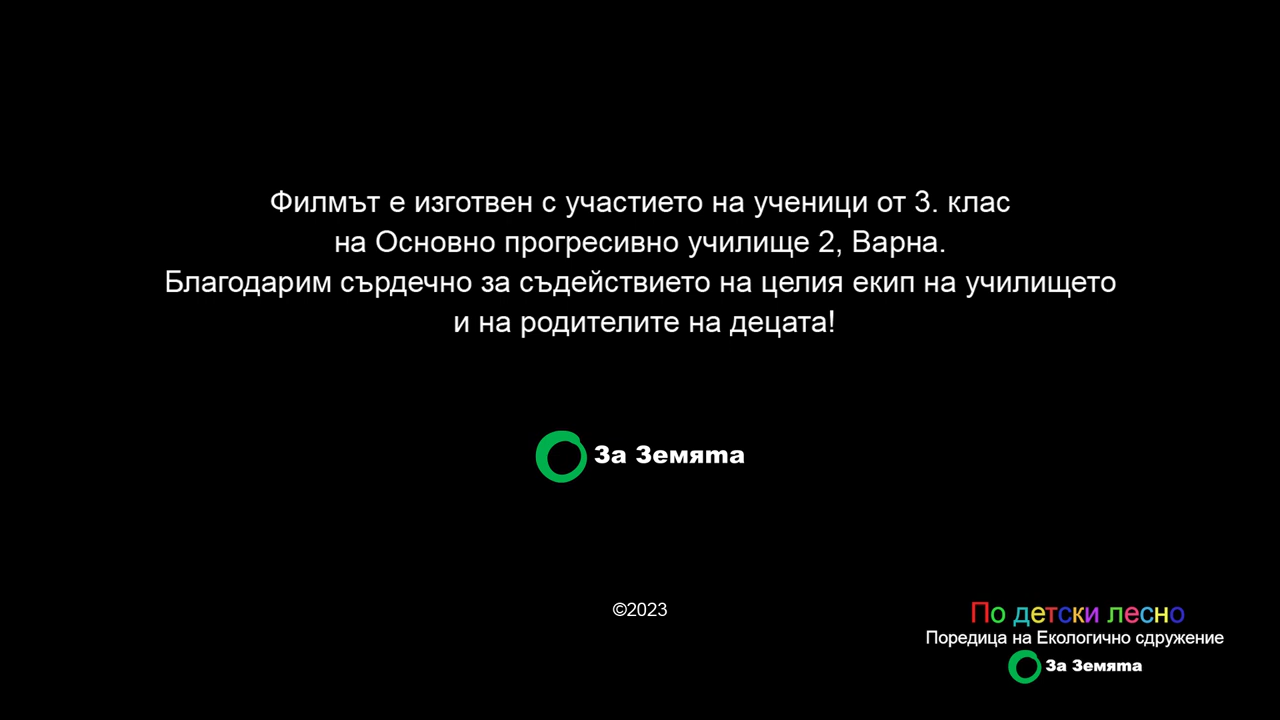 Филмът е изготвен с участието на ученици от 3. клас
на Основно прогресивно училище 2, Варна.
Благодарим сърдечно за съдействието на целия екип на училището
и на родителите на децата!
За Земята
©2023
По детски лесно
Поредица на Екологично сдружение
За Земята